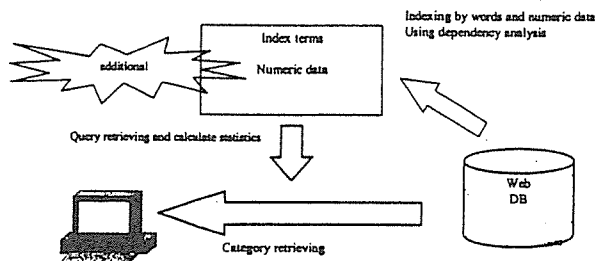 Indexing by words and numeric data
Using dependency analysis
Index terms
additional
Numeric data
Query retrieving and calculate statistics
Web
DB
Category retrieving